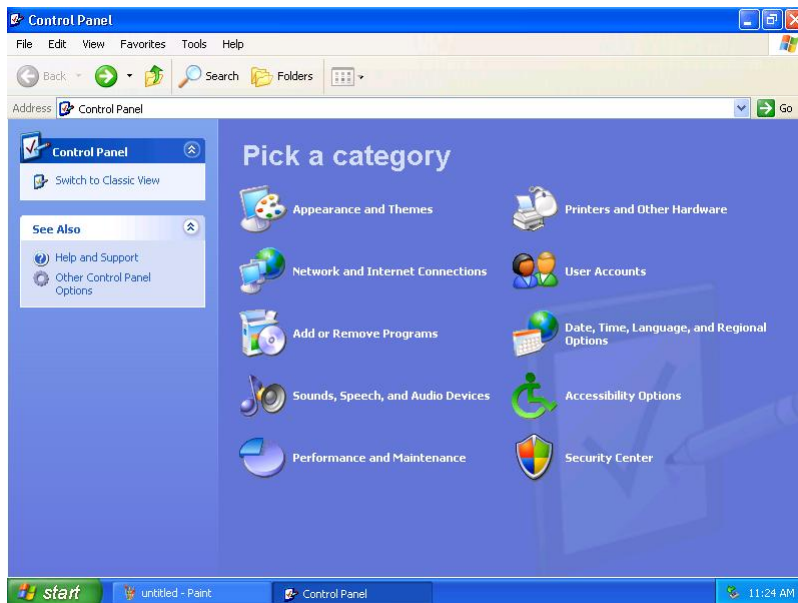 Control Panel
File Edit View Favorites Tools Help
Back Search Folders
Address Control Panel Go
Control Panel
Switch to Classic View
See Also
Help and Support
Other Control Panel
Options
Pick a category
Appearance and Themes
Printers and Other Hardware
Network and Internet Connections
User Accounts
Add or Remove Programs
Date, Time, Language, and Regional
Options
Sounds, Speech, and Audio Devices
Accessibility Options
Performance and Maintenance
Security Center
start untitled - Paint Control Panel 11:24 AM